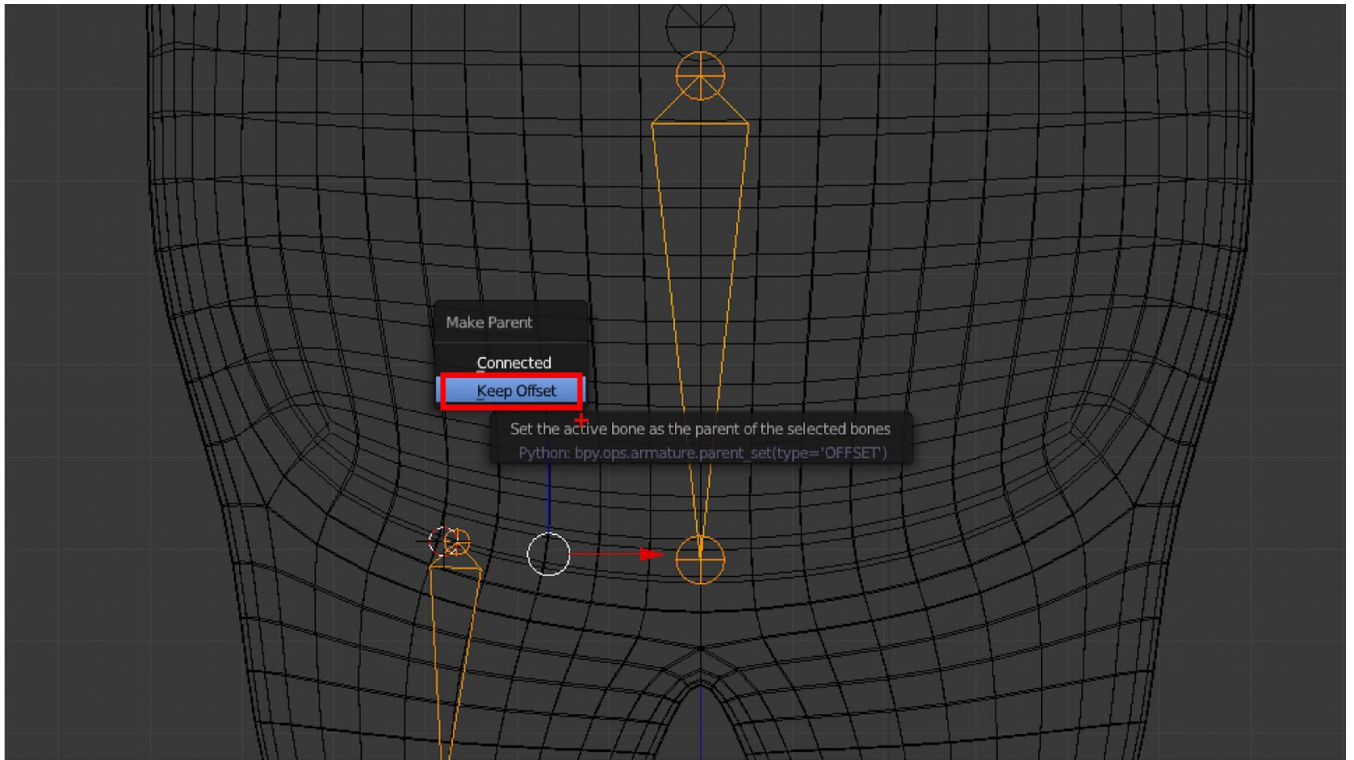 Make Parent
Connected
Keep Offset
Set the active bone as the parent of the selected bones
Python: bpy.ops.armature.parent_set(type='OFFSET')